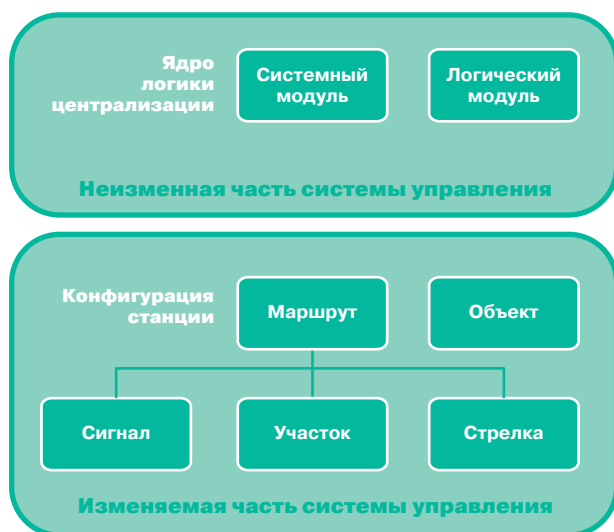 Ядро
логики
централизации
Системный
модуль
Логический
модуль
Неизменная часть системы управления
Конфигурация
станции
Маршрут
Объект
Сигнал
Участок
Стрелка
Изменяемая часть системы управления